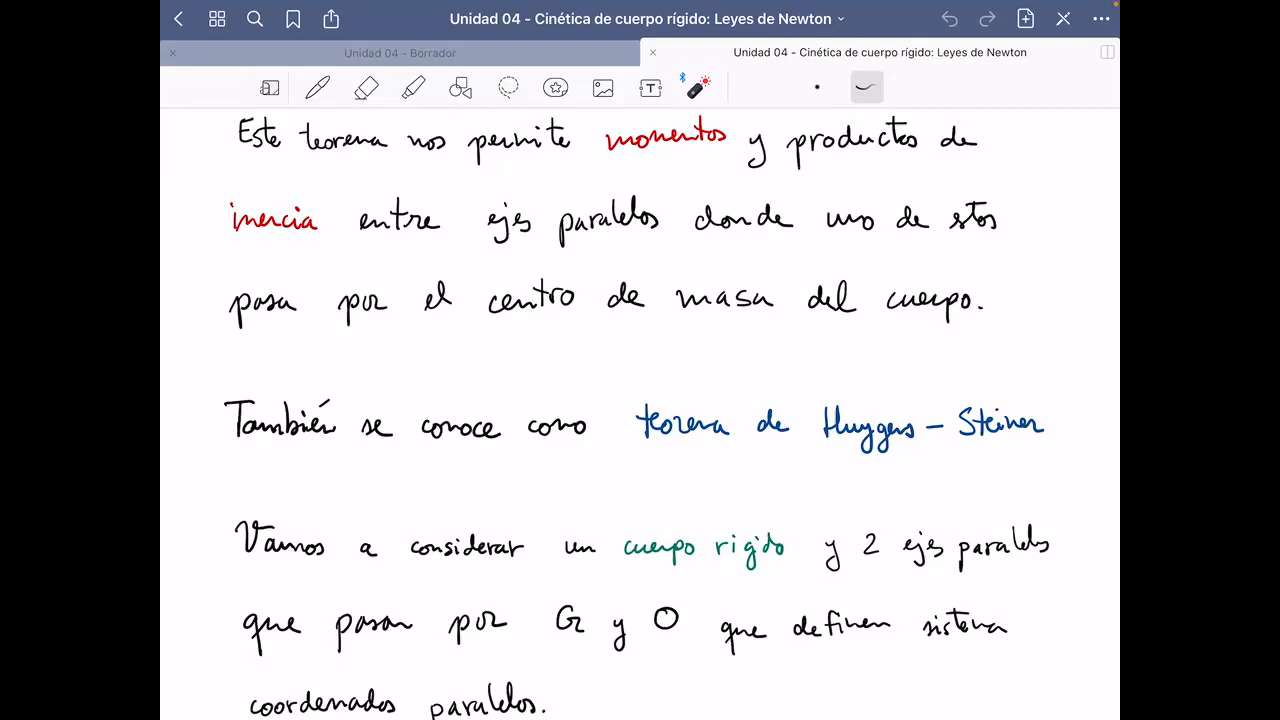 Unidad 04 - Cinética de cuerpo rígido: Leyes de Newton
Unidad 04 - Borrador
Unidad 04 - Cinética de cuerpo rígido: Leyes de Newton
Este teorema nos permite momentos y productos de
inercia entre ejes paralelos donde uno de estos
pasa por el centro de masa del cuerpo.
También se conoce como teorema de Huygens - Steiner
Vamos a considerar un cuerpo rigido y 2 ejes paralelos
que pasan por G y O que definen sistema
coordenados paralelos.